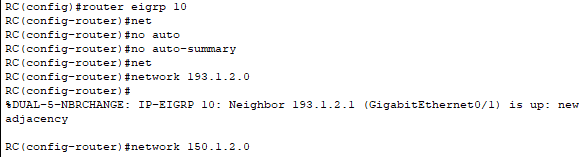 RC(config)#router eigrp 10
RC(config-router)#net
RC(config-router)#no auto
RC(config-router)#no auto-summary
RC(config-router)#net
RC(config-router)#network 193.1.2.0
RC(config-router)#
%DUAL-5-NBRCHANGE: IP-EIGRP 10: Neighbor 193.1.2.1 (GigabitEthernet0/1) is up: new
adjacency
RC(config-router)#network 150.1.2.0